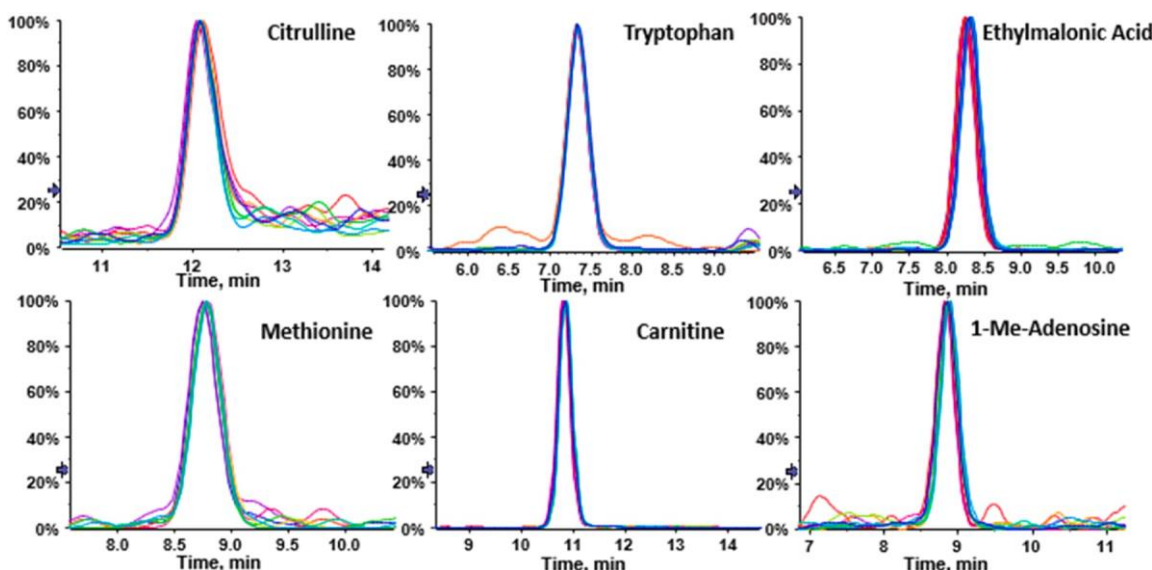 Citrulline
100%
80%
60%
40%
20%
0%
11 12 13 14
Time, min
Tryptophan
100%
80%
60%
40%
20%
0%
6.0 6.5 7.0 7.5 8.0 8.5 9.0
Time, min
Ethylmalonic Acid
100%
80%
60%
40%
20%
0%
6.5 7.0 7.5 8.0 8.5 9.0 9.5 10.0
Time, min
Methionine
100%
80%
60%
40%
20%
0%
8.0 8.5 9.0 9.5 10.0
Time, min
Carnitine
100%
80%
60%
40%
20%
0%
9 10 11 12 13 14
Time, min
1-Me-Adenosine
100%
80%
60%
40%
20%
0%
7 8 9 10 11
Time, min